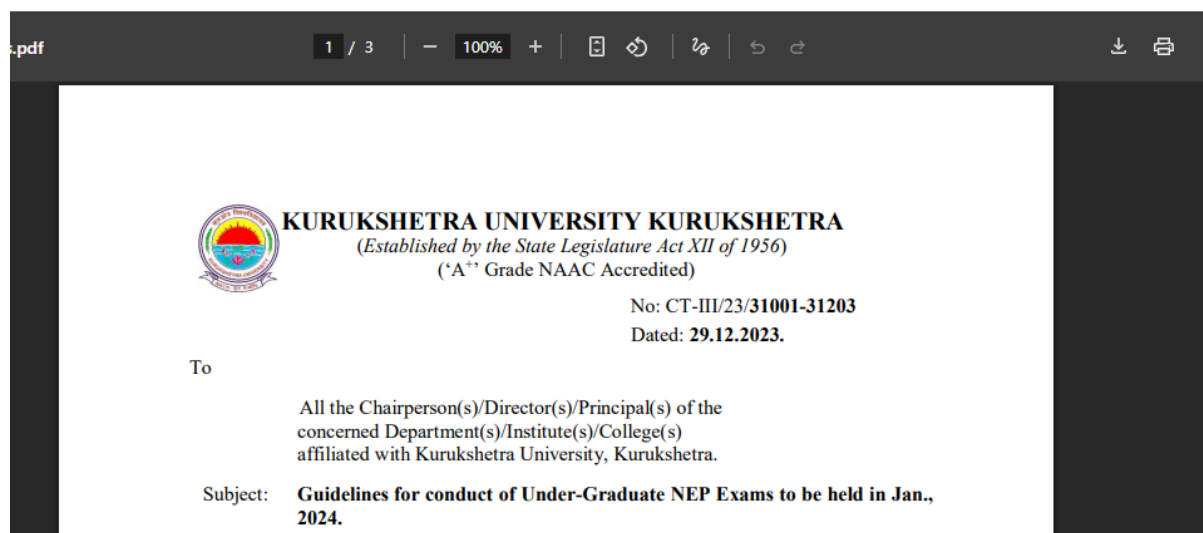 s.pdf
1 / 3
100%
KURUKSHETRA UNIVERSITY KURUKSHETRA
(Established by the State Legislature Act XII of 1956)
(‘A+’ Grade NAAC Accredited)
No: CT-III/23/31001-31203
Dated: 29.12.2023.
To
All the Chairperson(s)/Director(s)/Principal(s) of the
concerned Department(s)/Institute(s)/College(s)
affiliated with Kurukshetra University, Kurukshetra.
Subject: Guidelines for conduct of Under-Graduate NEP Exams to be held in Jan.,
2024.